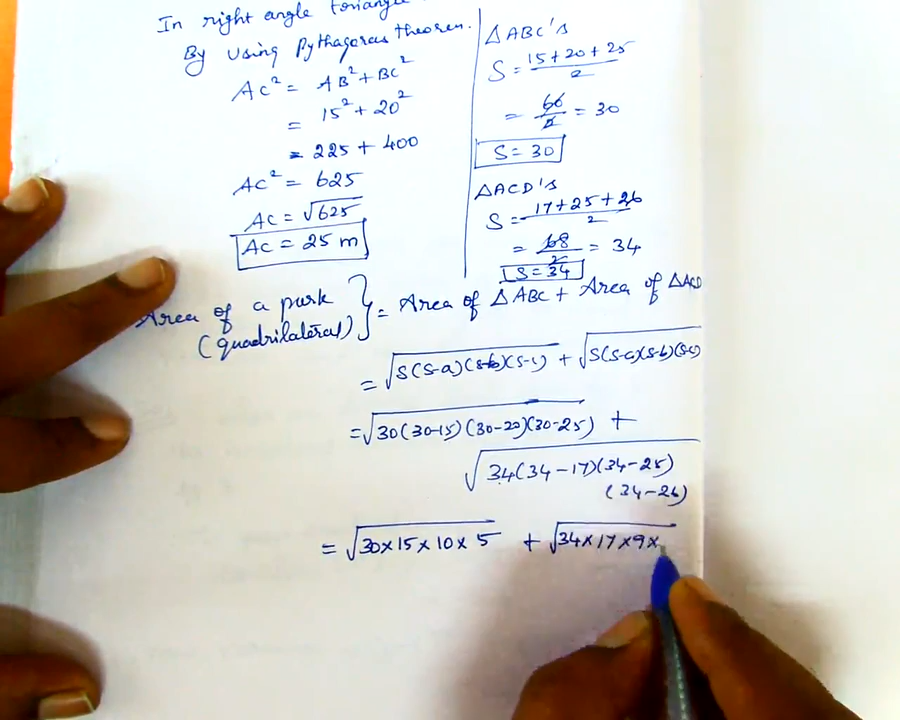 In right angle triangle
By using Pythagoras theorem.
AC² = AB² + BC²
= 15² + 20²
= 225 + 400
AC² = 625
AC = √625
AC = 25 m
ΔABC's
S = 15+20+25/2
= 60/2 = 30
S = 30
ΔACD's
S = 17+25+26/2
= 68/2 = 34
S = 34
Area of a park (quadrilateral) } = Area of ΔABC + Area of ΔACD
= √S(S-a)(S-b)(S-c) + √S(S-a)(S-b)(S-c)
= √30(30-15)(30-20)(30-25) +
√34(34-17)(34-25)
(34-26)
= √30×15×10×5 + √34×17×9×